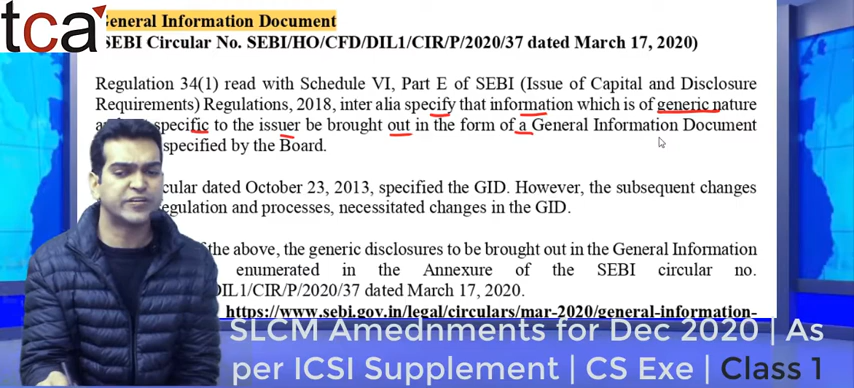 tca
General Information Document
SEBI Circular No. SEBI/HO/CFD/DIL1/CIR/P/2020/37 dated March 17, 2020)
Regulation 34(1) read with Schedule VI, Part E of SEBI (Issue of Capital and Disclosure
Requirements) Regulations, 2018, inter alia specify that information which is of generic nature
specific to the issuer be brought out in the form of a General Information Document
specified by the Board.
dated October 23, 2013, specified the GID. However, the subsequent changes
and processes, necessitated changes in the GID.
the above, the generic disclosures to be brought out in the General Information
enumerated in the Annexure of the SEBI circular no.
DIL1/CIR/P/2020/37 dated March 17, 2020.
https://www.sebi.gov.in/legal/circulars/mar-2020/general-information-
SLCM Amednments for Dec 2020 | As
per ICSI Supplement | CS Exe | Class 1